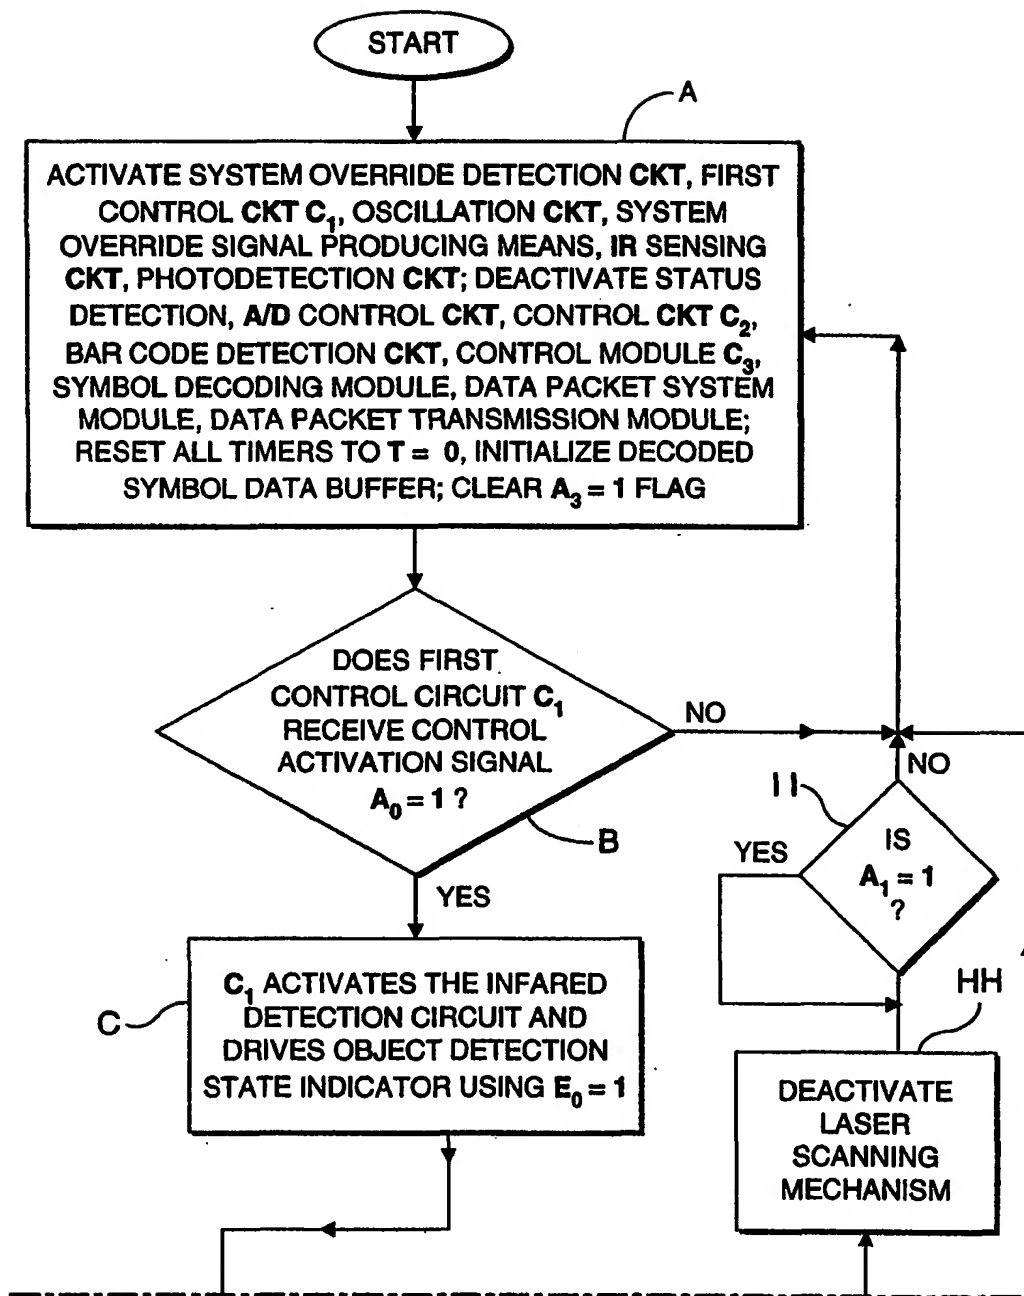 START
A
ACTIVATE SYSTEM OVERRIDE DETECTION CKT, FIRST
CONTROL CKT C₁, OSCILLATION CKT, SYSTEM
OVERRIDE SIGNAL PRODUCING MEANS, IR SENSING
CKT, PHOTODETECTION CKT; DEACTIVATE STATUS
DETECTION, A/D CONTROL CKT, CONTROL CKT C₂,
BAR CODE DETECTION CKT, CONTROL MODULE C₃,
SYMBOL DECODING MODULE, DATA PACKET SYSTEM
MODULE, DATA PACKET TRANSMISSION MODULE;
RESET ALL TIMERS TO T = 0, INITIALIZE DECODED
SYMBOL DATA BUFFER; CLEAR A₃ = 1 FLAG
DOES FIRST
CONTROL CIRCUIT C₁
RECEIVE CONTROL
ACTIVATION SIGNAL
A₀ = 1 ?
NO
B
YES
C₁ ACTIVATES THE INFARED
DETECTION CIRCUIT AND
DRIVES OBJECT DETECTION
STATE INDICATOR USING E₀ = 1
C
NO
II
YES
IS
A₁ = 1
?
HH
DEACTIVATE
LASER
SCANNING
MECHANISM